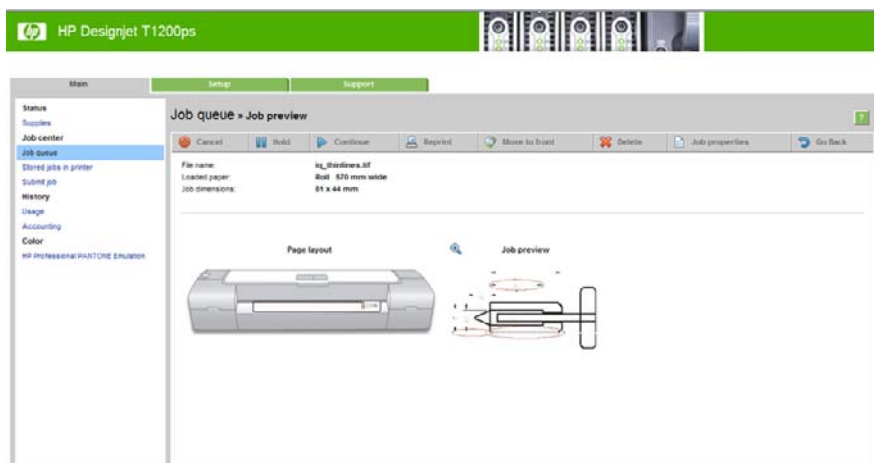 hp HP Designjet T1200ps
Main Setup Support
Status
Supplies
Job center
Job queue
Stored jobs in printer
Submit job
History
Usage
Accounting
Color
HP Professional PANTONE Emulation
Job queue » Job preview
?
Cancel Hold Continue Reprint Move to front Delete Job properties Go Back
File name: iq_thinlines.tif
Loaded paper: Roll 570 mm wide
Job dimensions: 81 x 44 mm
Page layout Job preview